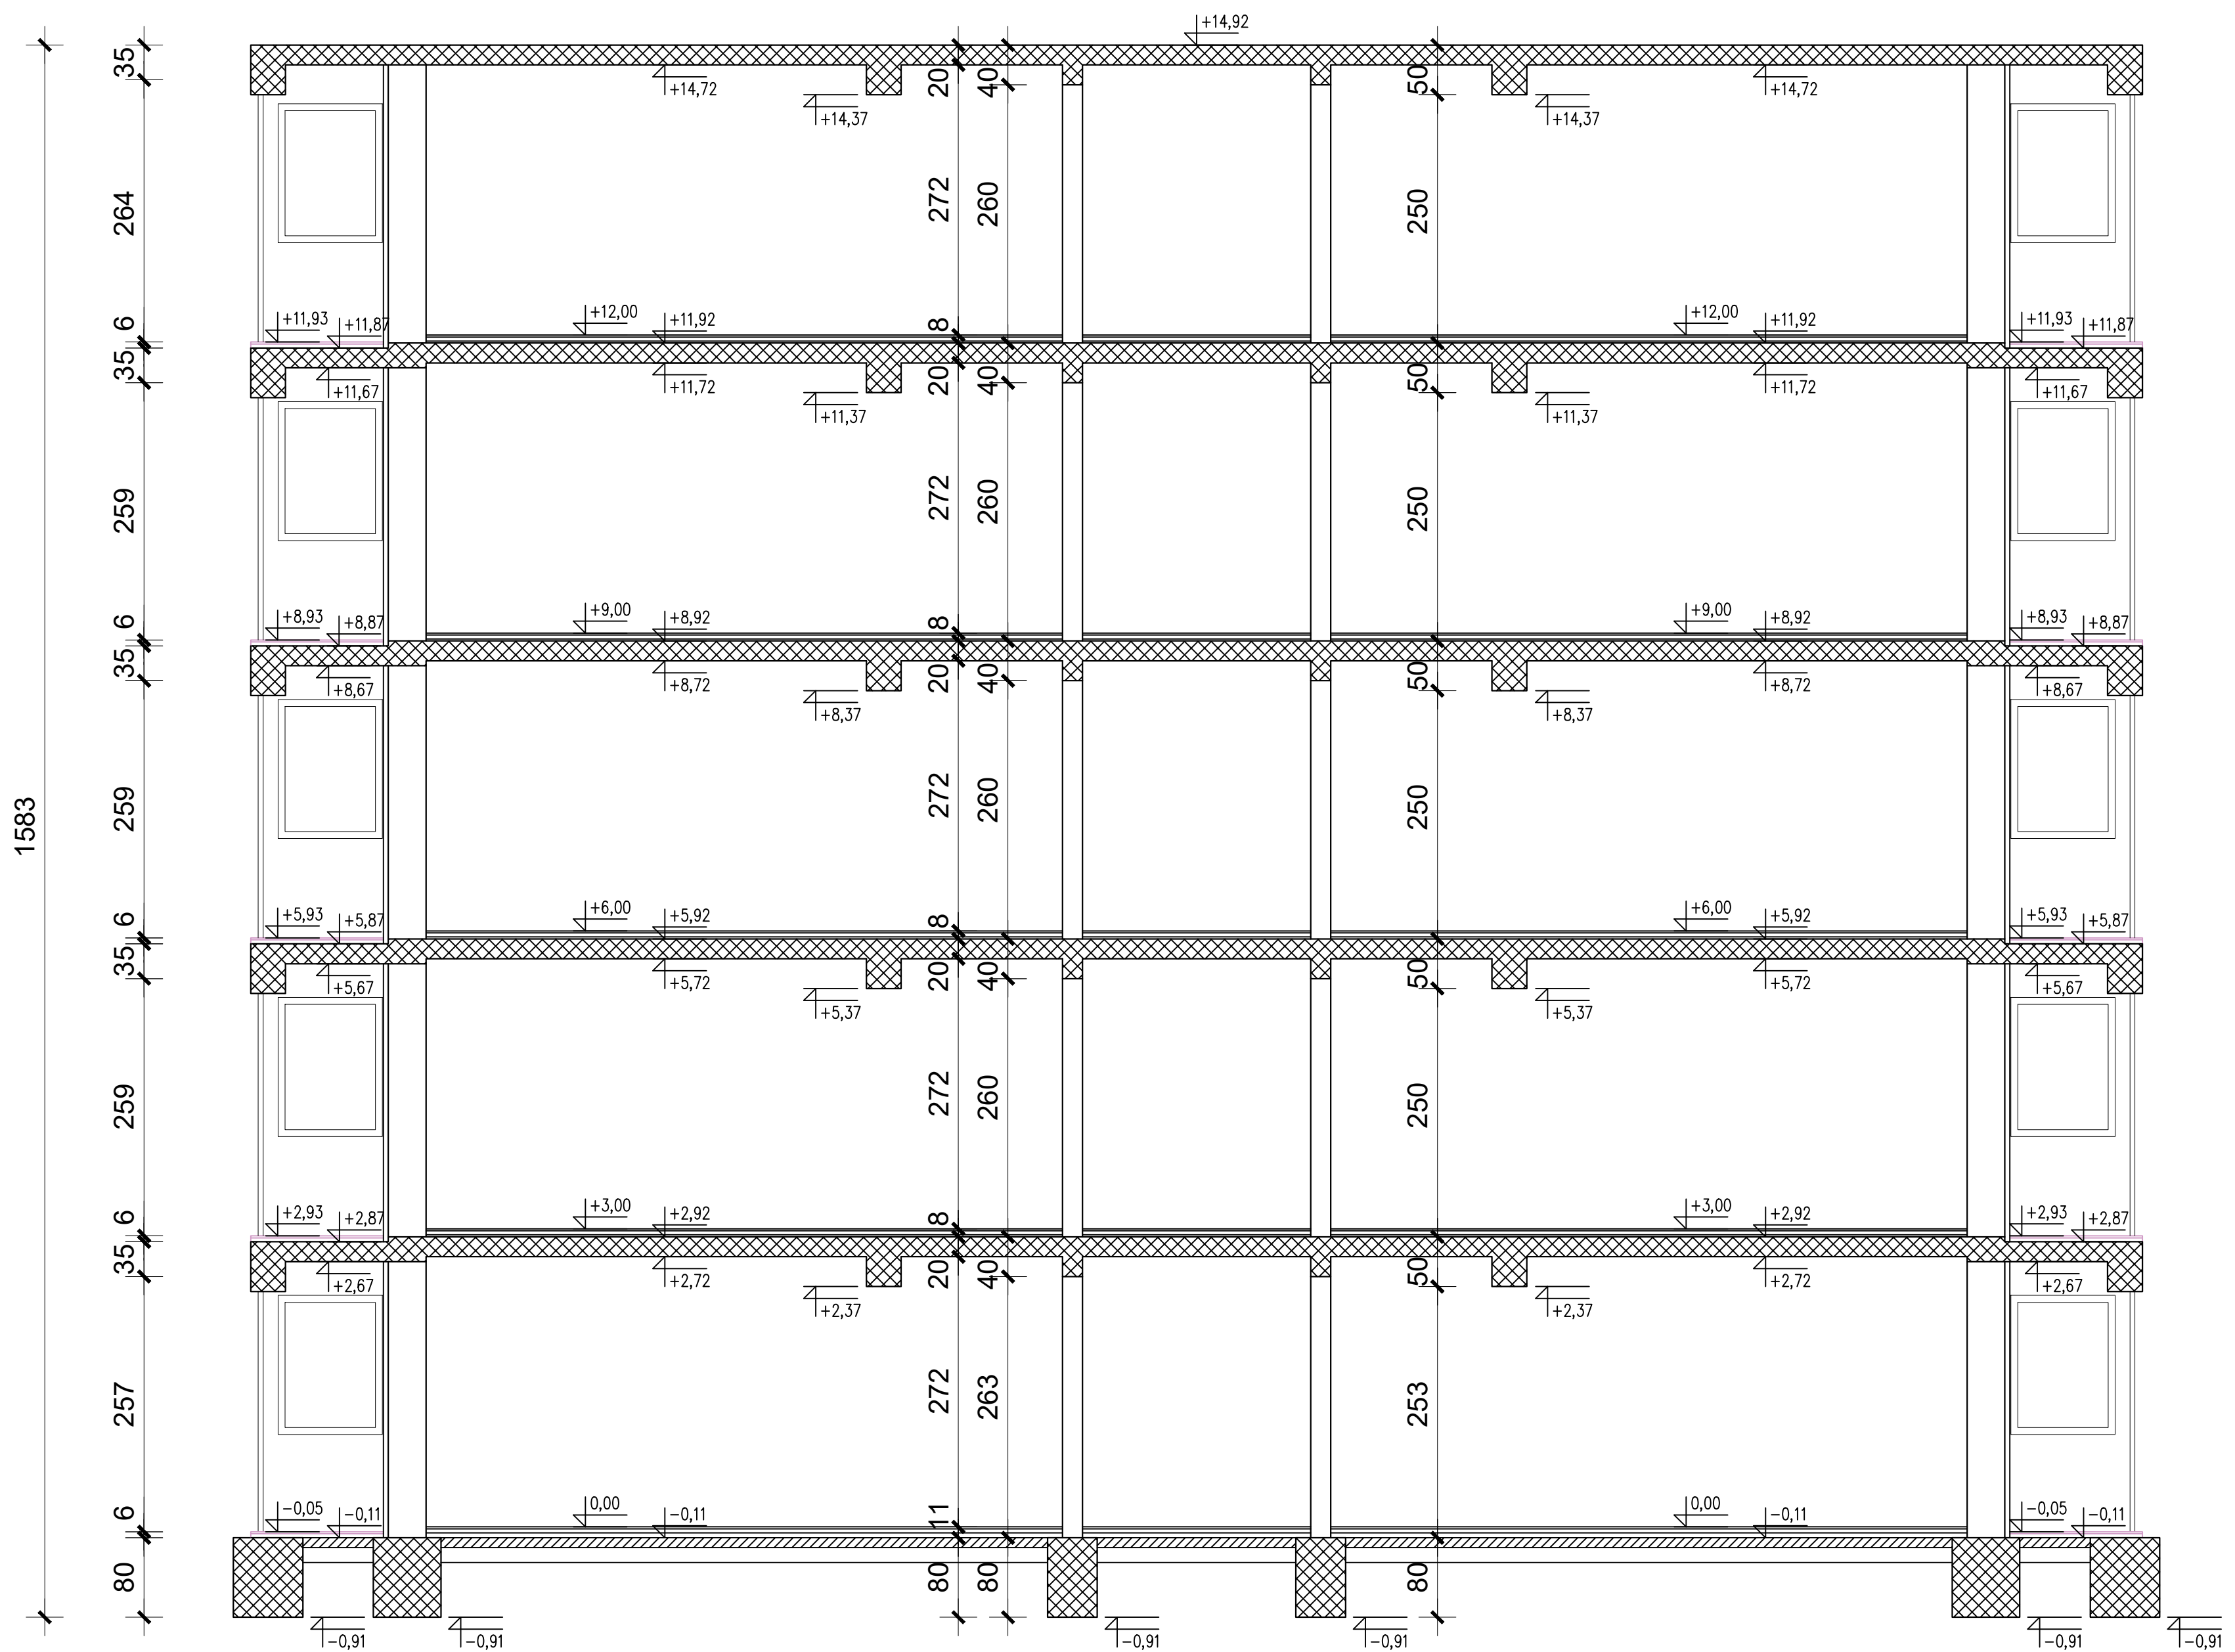 +14,92
35 20 40 50
+14,72 +14,72
+14,37 +14,37
264 272 260 250
+12,00 +12,00
+11,93 +11,87 +11,92 +11,92 +11,93 +11,87
6 8
35 20 40 50
+11,67 +11,72 +11,72 +11,67
+11,37 +11,37
259 272 260 250
+9,00 +9,00
+8,93 +8,87 +8,92 +8,92 +8,93 +8,87
6 8
35 20 40 50
+8,67 +8,72 +8,72 +8,67
+8,37 +8,37
1583
259 272 260 250
+6,00 +6,00
+5,93 +5,87 +5,92 +5,92 +5,93 +5,87
6 8
35 20 40 50
+5,67 +5,72 +5,72 +5,67
+5,37 +5,37
259 272 260 250
+3,00 +3,00
+2,93 +2,87 +2,92 +2,92 +2,93 +2,87
6 8
35 20 40 50
+2,67 +2,72 +2,72 +2,67
+2,37 +2,37
257 272 263 253
0,00 0,00
-0,05 -0,11 -0,11 -0,11 -0,05 -0,11
6 11
80 80 80 80
-0,91 -0,91 -0,91 -0,91 -0,91 -0,91